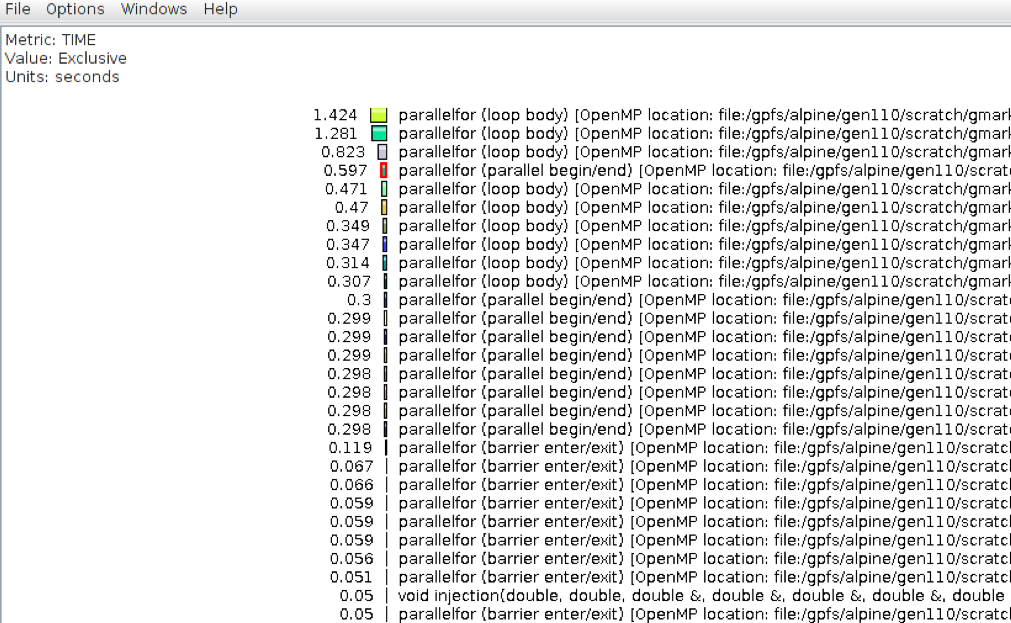 File Options Windows Help
Metric: TIME
Value: Exclusive
Units: seconds
1.424 parallelfor (loop body) [OpenMP location: file:/gpfs/alpine/gen110/scratch/gmark
1.281 parallelfor (loop body) [OpenMP location: file:/gpfs/alpine/gen110/scratch/gmark
0.823 parallelfor (loop body) [OpenMP location: file:/gpfs/alpine/gen110/scratch/gmark
0.597 parallelfor (parallel begin/end) [OpenMP location: file:/gpfs/alpine/gen110/scrat
0.471 parallelfor (loop body) [OpenMP location: file:/gpfs/alpine/gen110/scratch/gmark
0.47 parallelfor (loop body) [OpenMP location: file:/gpfs/alpine/gen110/scratch/gmark
0.349 parallelfor (loop body) [OpenMP location: file:/gpfs/alpine/gen110/scratch/gmark
0.347 parallelfor (loop body) [OpenMP location: file:/gpfs/alpine/gen110/scratch/gmark
0.314 parallelfor (loop body) [OpenMP location: file:/gpfs/alpine/gen110/scratch/gmark
0.307 parallelfor (loop body) [OpenMP location: file:/gpfs/alpine/gen110/scratch/gmark
0.3 parallelfor (parallel begin/end) [OpenMP location: file:/gpfs/alpine/gen110/scrat
0.299 parallelfor (parallel begin/end) [OpenMP location: file:/gpfs/alpine/gen110/scrat
0.299 parallelfor (parallel begin/end) [OpenMP location: file:/gpfs/alpine/gen110/scrat
0.299 parallelfor (parallel begin/end) [OpenMP location: file:/gpfs/alpine/gen110/scrat
0.298 parallelfor (parallel begin/end) [OpenMP location: file:/gpfs/alpine/gen110/scrat
0.298 parallelfor (parallel begin/end) [OpenMP location: file:/gpfs/alpine/gen110/scrat
0.298 parallelfor (parallel begin/end) [OpenMP location: file:/gpfs/alpine/gen110/scrat
0.298 parallelfor (parallel begin/end) [OpenMP location: file:/gpfs/alpine/gen110/scrat
0.119 parallelfor (barrier enter/exit) [OpenMP location: file:/gpfs/alpine/gen110/scratc
0.067 parallelfor (barrier enter/exit) [OpenMP location: file:/gpfs/alpine/gen110/scratc
0.066 parallelfor (barrier enter/exit) [OpenMP location: file:/gpfs/alpine/gen110/scratc
0.059 parallelfor (barrier enter/exit) [OpenMP location: file:/gpfs/alpine/gen110/scratc
0.059 parallelfor (barrier enter/exit) [OpenMP location: file:/gpfs/alpine/gen110/scratc
0.059 parallelfor (barrier enter/exit) [OpenMP location: file:/gpfs/alpine/gen110/scratc
0.056 parallelfor (barrier enter/exit) [OpenMP location: file:/gpfs/alpine/gen110/scratc
0.051 parallelfor (barrier enter/exit) [OpenMP location: file:/gpfs/alpine/gen110/scratc
0.05 void injection(double, double, double &, double &, double &, double &, double
0.05 parallelfor (barrier enter/exit) [OpenMP location: file:/gpfs/alpine/gen110/scratc